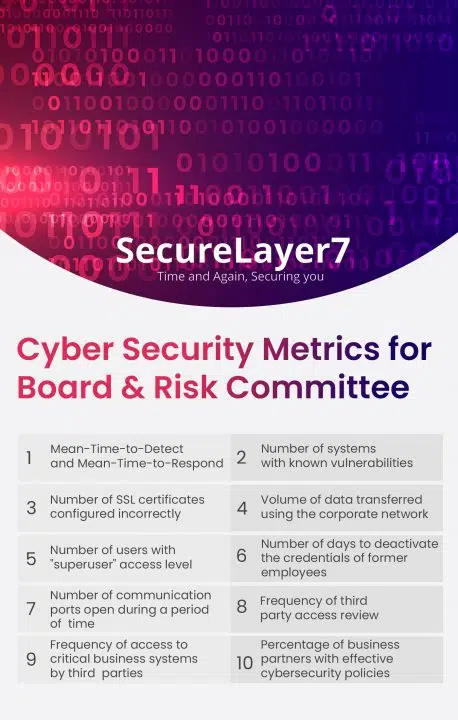 SecureLayer7
Time and Again, Securing you
Cyber Security Metrics for
Board & Risk Committee
1
Mean-Time-to-Detect
and Mean-Time-to-Respond
2
Number of systems
with known vulnerabilities
3
Number of SSL certificates
configured incorrectly
4
Volume of data transferred
using the corporate network
5
Number of users with
"superuser" access level
6
Number of days to deactivate
the credentials of former
employees
7
Number of communication
ports open during a period
of time
8
Frequency of third
party access review
9
Frequency of access to
critical business systems
by third parties
10
Percentage of business
partners with effective
cybersecurity policies